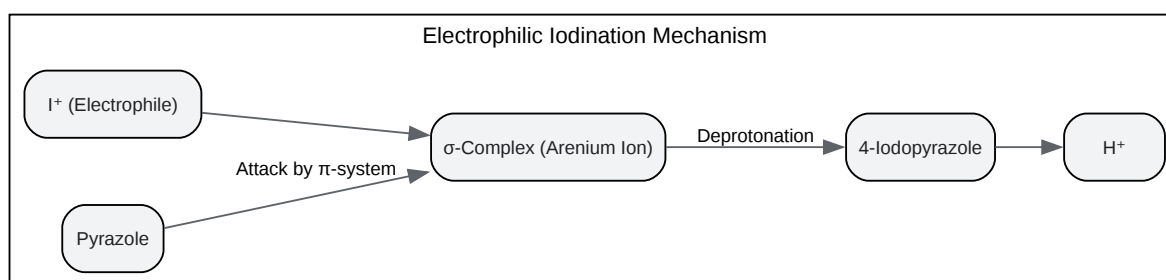 Electrophilic Iodination Mechanism
I⁺ (Electrophile)
Attack by π-system
Pyrazole
σ-Complex (Arenium Ion)
Deprotonation
4-Iodopyrazole
H⁺